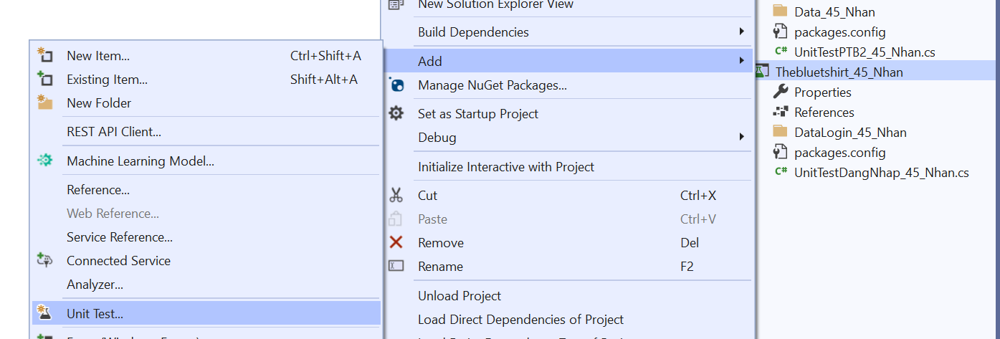 New Item... Ctrl+Shift+A
Existing Item... Shift+Alt+A
New Folder
REST API Client...
Machine Learning Model...
Reference...
Web Reference...
Service Reference...
Connected Service
Analyzer...
Unit Test...
New Solution Explorer View
Build Dependencies
Add
Manage NuGet Packages...
Set as Startup Project
Debug
Initialize Interactive with Project
Cut Ctrl+X
Paste Ctrl+V
Remove Del
Rename F2
Unload Project
Load Direct Dependencies of Project
Data_45_Nhan
packages.config
C# UnitTestPTB2_45_Nhan.cs
Thebluetshirt_45_Nhan
Properties
References
DataLogin_45_Nhan
packages.config
C# UnitTestDangNhap_45_Nhan.cs